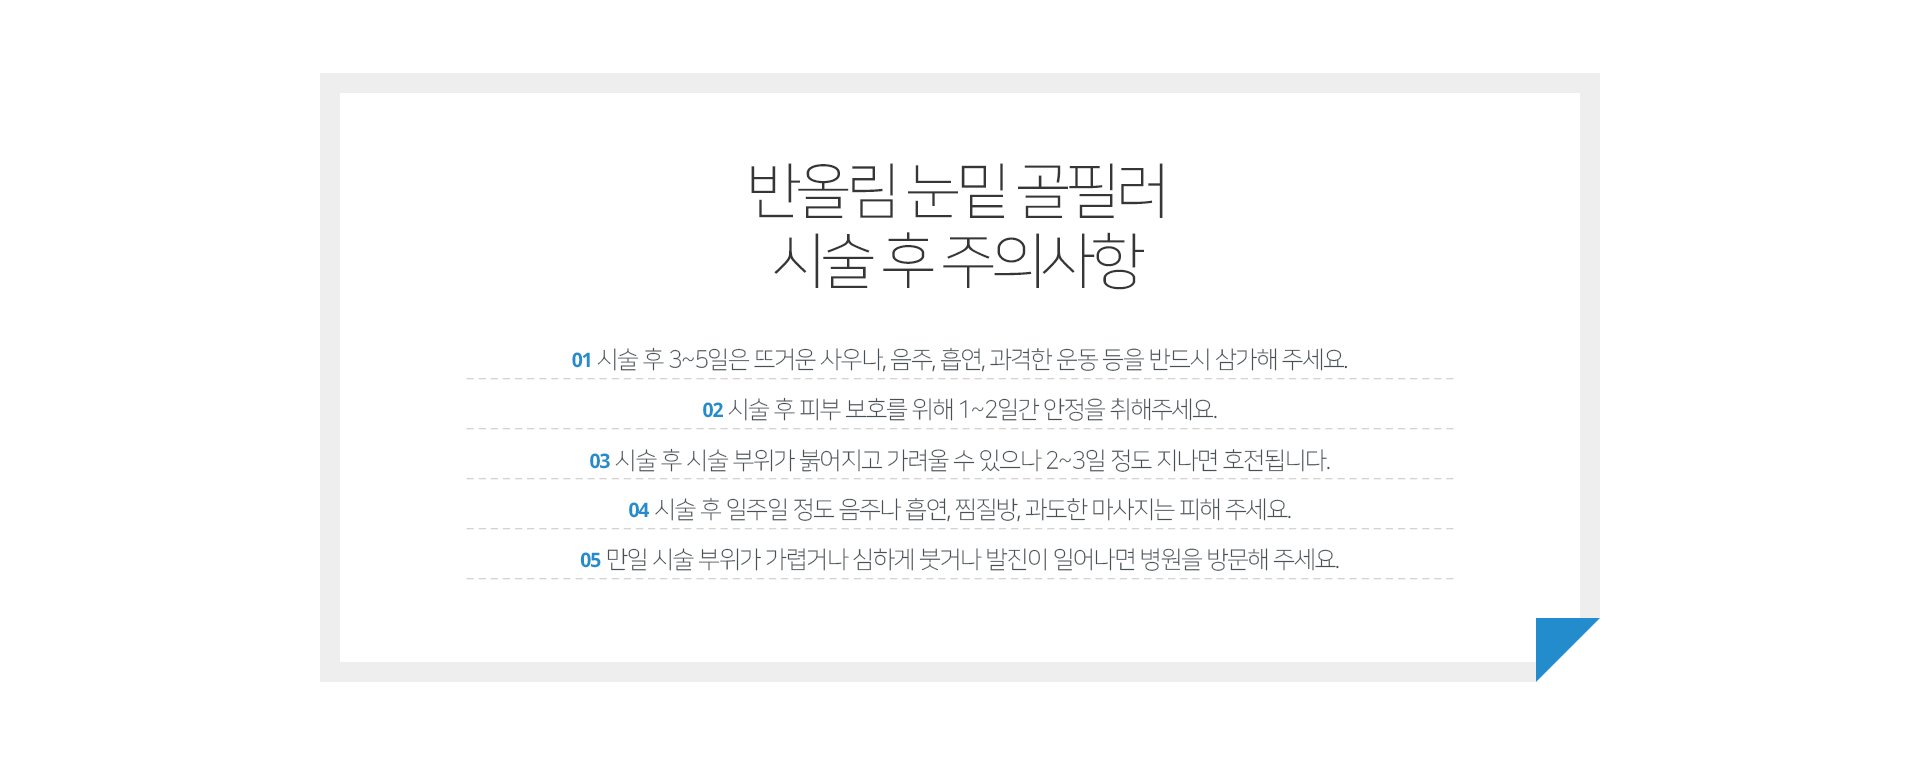 반올림 눈밑 골필러
시술 후 주의사항
01 시술 후 3~5일은 뜨거운 사우나, 음주, 흡연, 과격한 운동 등을 반드시 삼가해 주세요.
02 시술 후 피부 보호를 위해 1~2일간 안정을 취해주세요.
03 시술 후 시술 부위가 붉어지고 가려울 수 있으나 2~3일 정도 지나면 호전됩니다.
04 시술 후 일주일 정도 음주나 흡연, 찜질방, 과도한 마사지는 피해 주세요.
05 만일 시술 부위가 가렵거나 심하게 붓거나 발진이 일어나면 병원을 방문해 주세요.